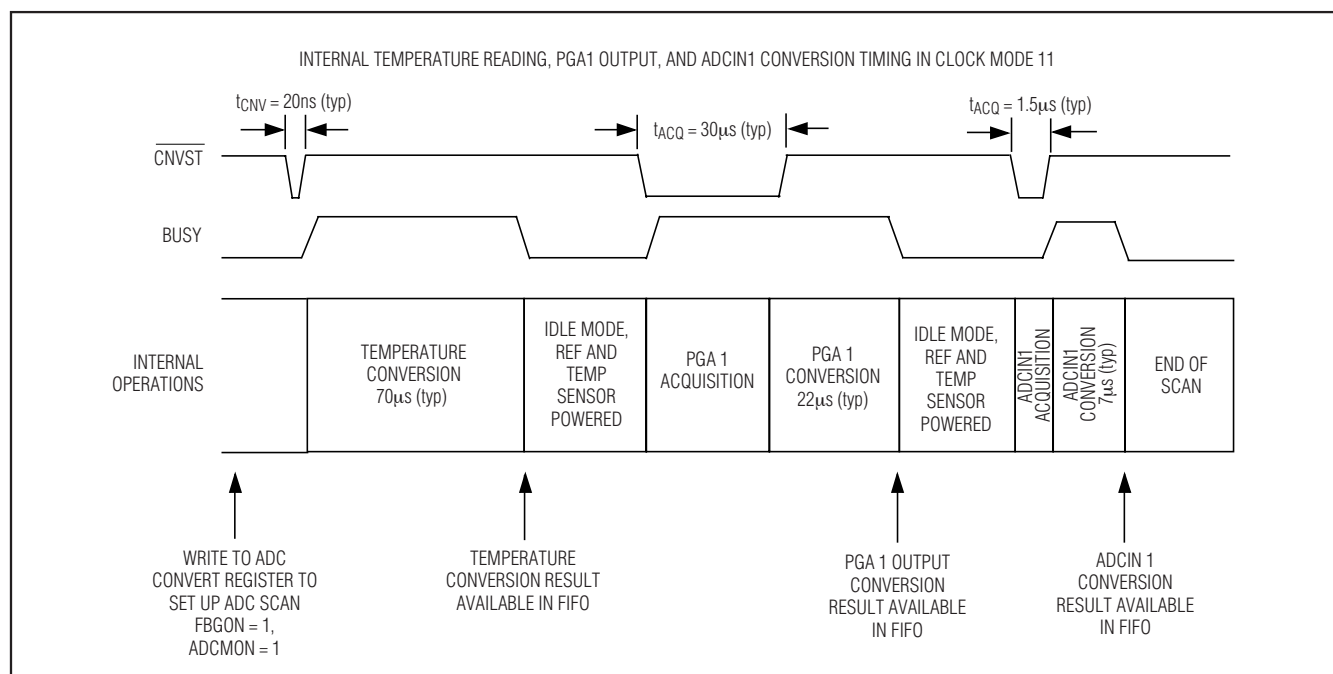 INTERNAL TEMPERATURE READING, PGA1 OUTPUT, AND ADCIN1 CONVERSION TIMING IN CLOCK MODE 11
tCNV = 20ns (typ)
tACQ = 30μs (typ)
tACQ = 1.5μs (typ)
CNVST
BUSY
INTERNAL
OPERATIONS
TEMPERATURE
CONVERSION
70μs (typ)
IDLE MODE,
REF AND
TEMP
SENSOR
POWERED
PGA 1
ACQUISITION
PGA 1
CONVERSION
22μs (typ)
IDLE MODE,
REF AND
TEMP
SENSOR
POWERED
ADCIN1
ACQUISITION
ADCIN1
CONVERSION
7μs (typ)
END OF
SCAN
WRITE TO ADC
CONVERT REGISTER TO
SET UP ADC SCAN
FBGON = 1,
ADCMON = 1
TEMPERATURE
CONVERSION RESULT
AVAILABLE IN FIFO
PGA 1 OUTPUT
CONVERSION
RESULT AVAILABLE
IN FIFO
ADCIN 1
CONVERSION
RESULT AVAILABLE
IN FIFO